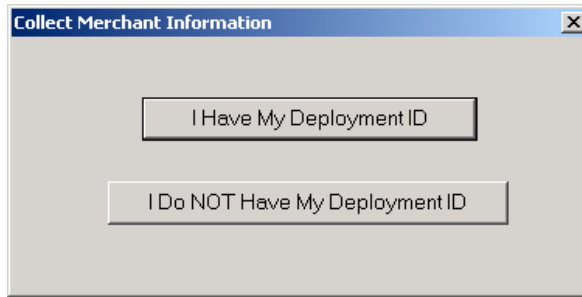 Collect Merchant Information
I Have My Deployment ID
I Do NOT Have My Deployment ID